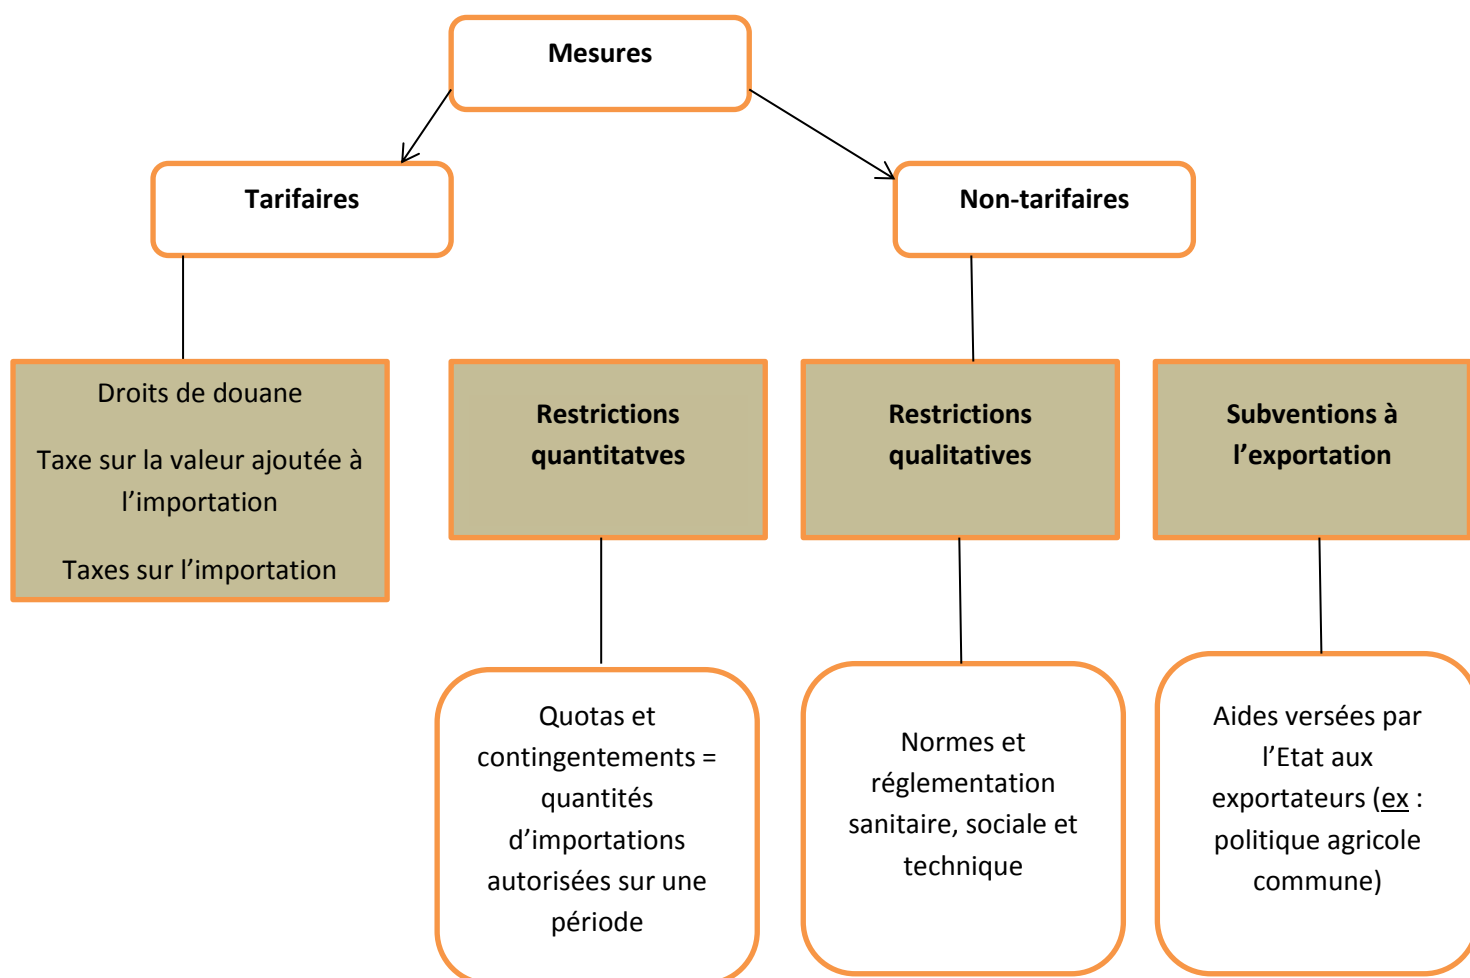 Mesures
Tarifaires
Non-tarifaires
Droits de douane
Taxe sur la valeur ajoutée à
l’importation
Taxes sur l’importation
Restrictions
quantitatves
Restrictions
qualitatives
Subventions à
l’exportation
Quotas et
contingentements =
quantités
d’importations
autorisées sur une
période
Normes et
réglementation
sanitaire, sociale et
technique
Aides versées par
l’Etat aux
exportateurs (ex :
politique agricole
commune)